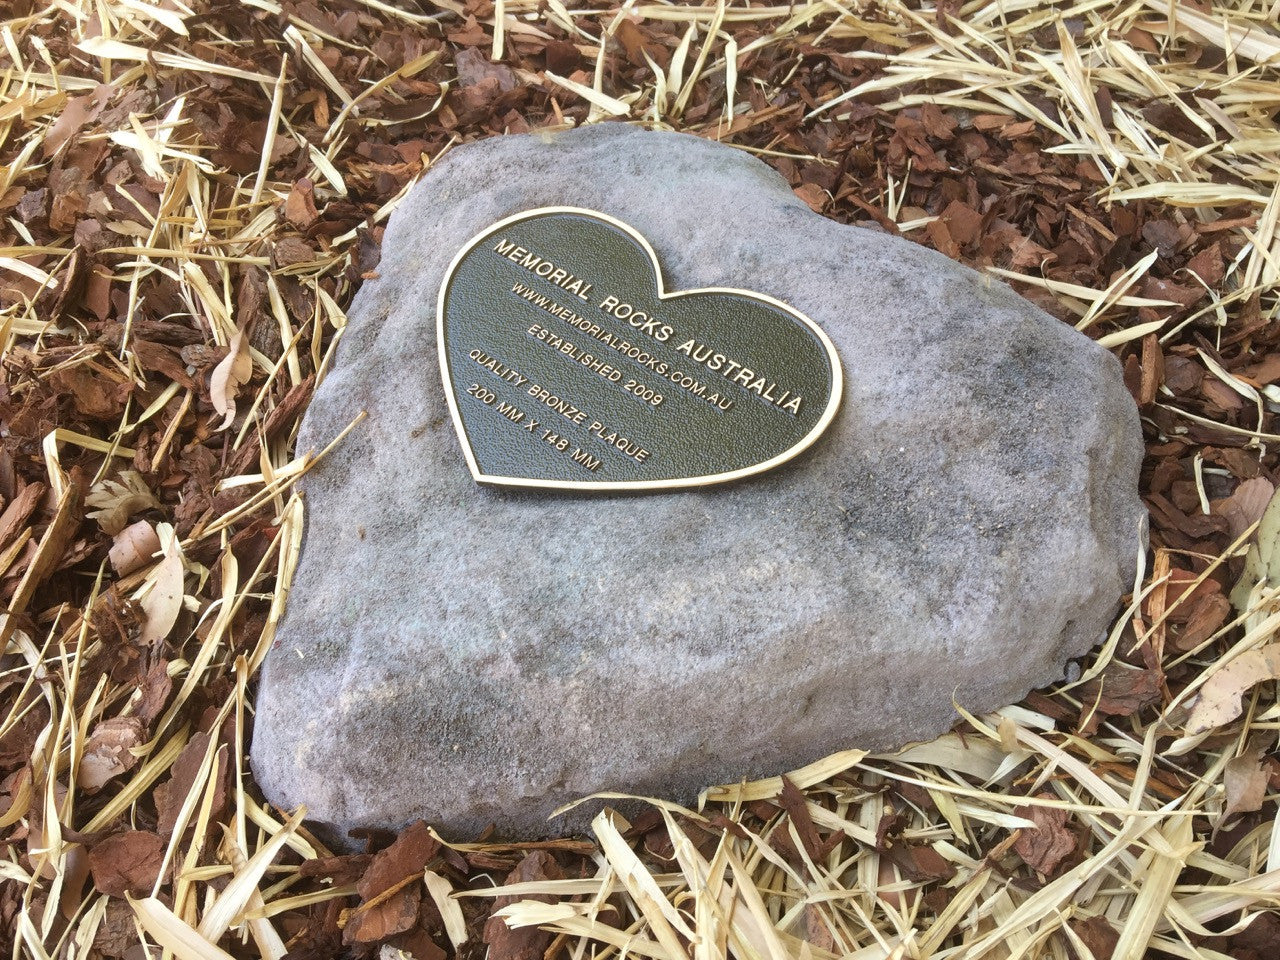 MEMORIAL ROCKS AUSTRALIA
WWW.MEMORIALROCKS.COM.AU
ESTABLISHED 2009
QUALITY BRONZE PLAQUE
200 MM X 148 MM